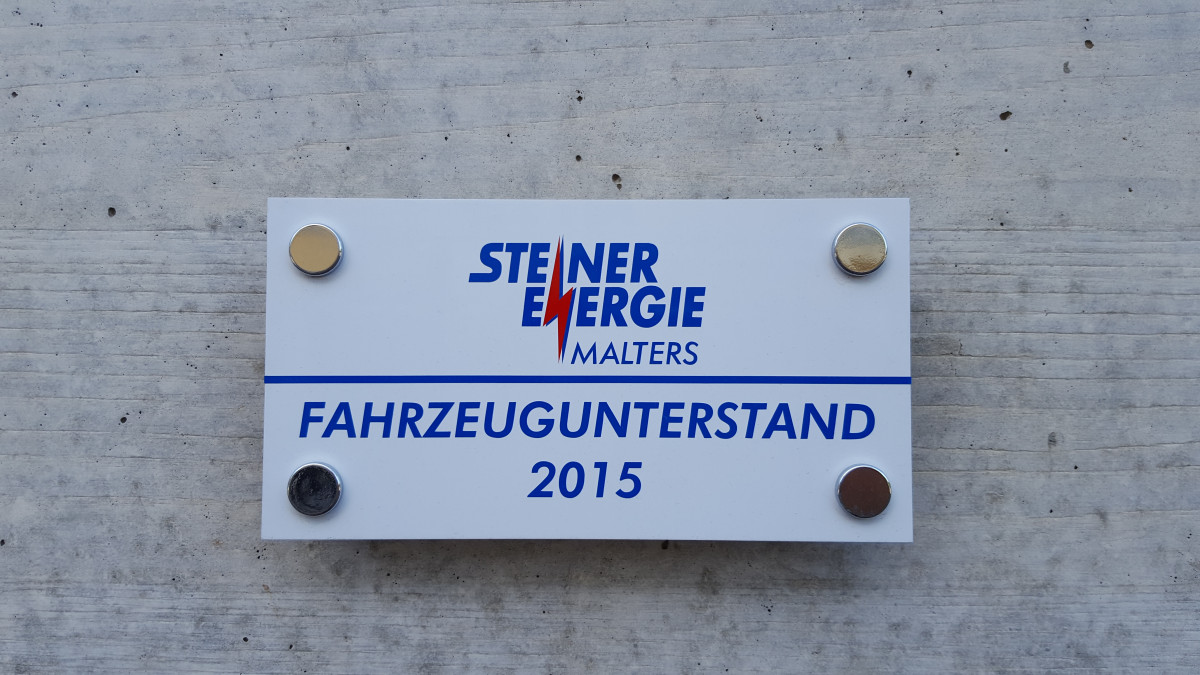 STEINER
ENERGIE
MALTERS
FAHRZEUGUNTERSTAND
2015